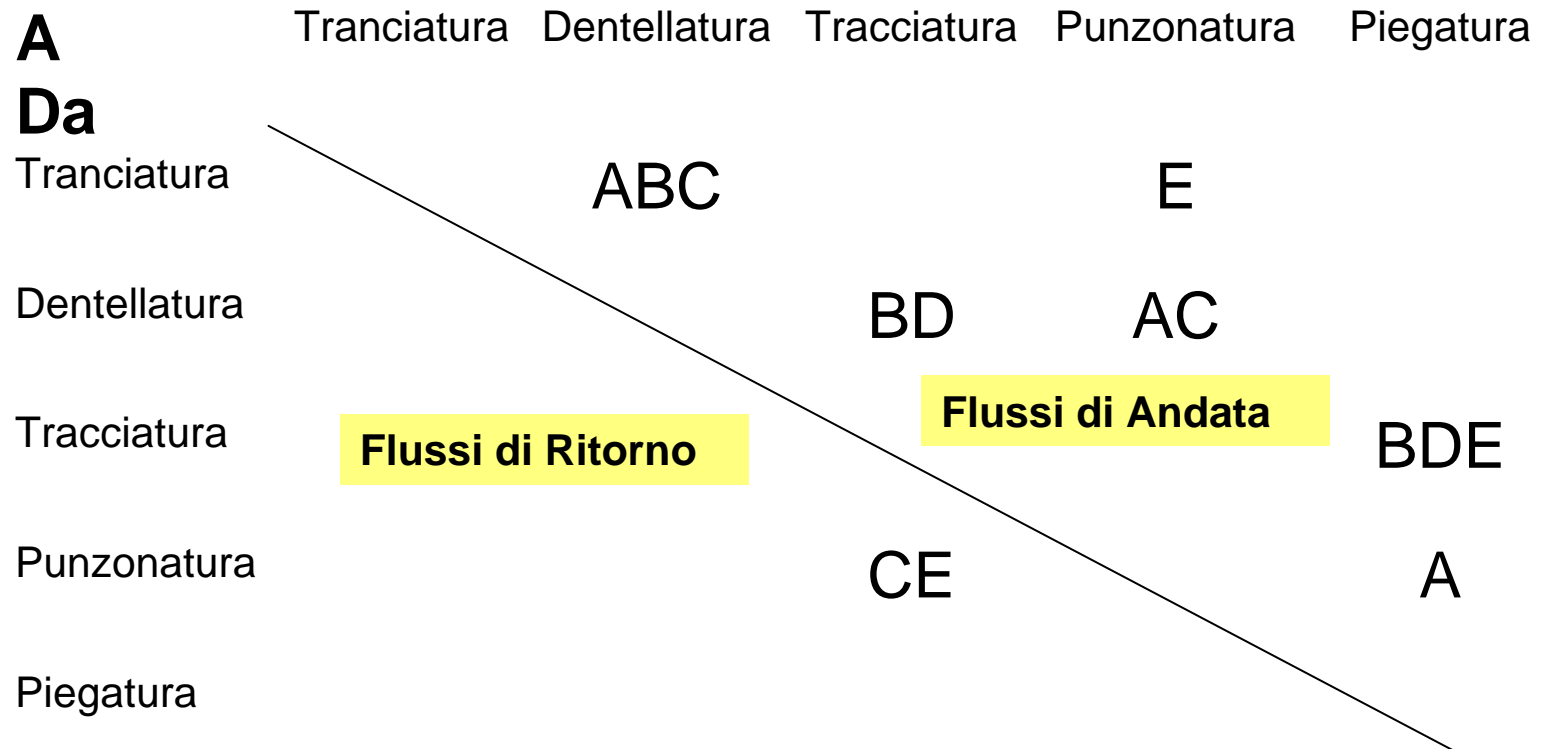 A Tranciatura Dentellatura Tracciatura Punzonatura Piegatura
Da
Tranciatura ABC E
Dentellatura BD AC
Flussi di Andata
Tracciatura Flussi di Ritorno BDE
Punzonatura CE A
Piegatura